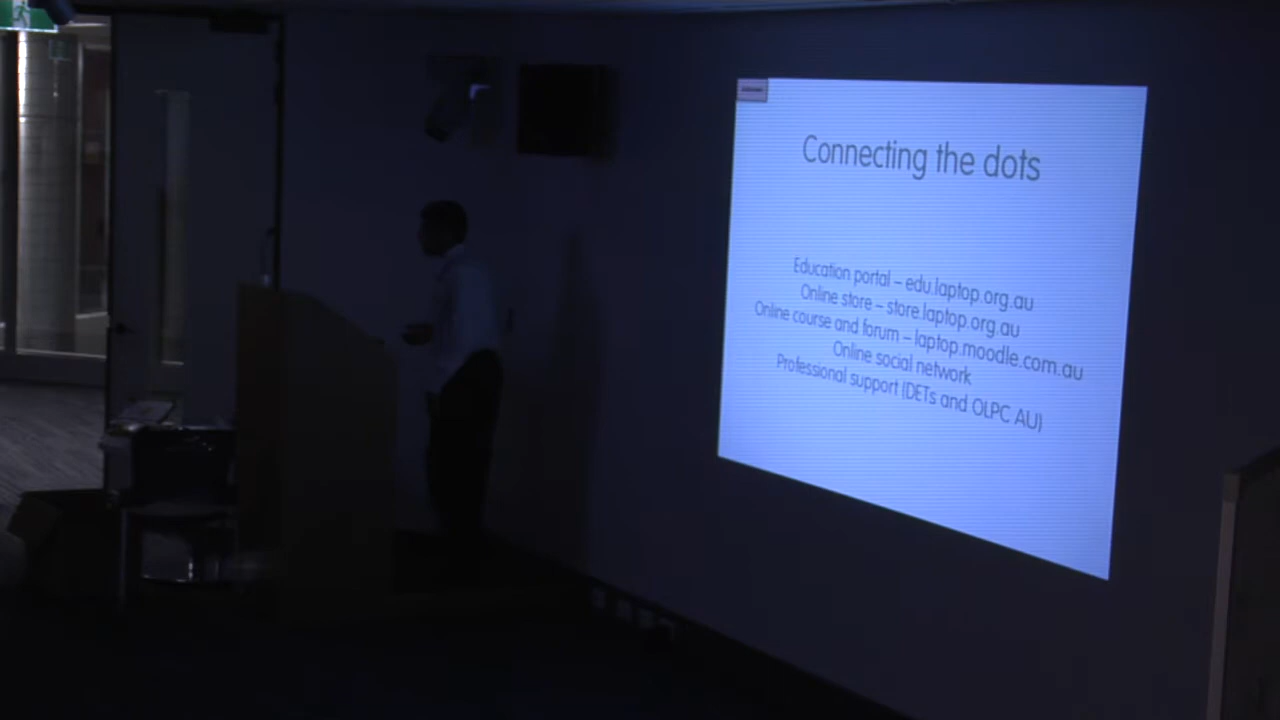 Connecting the dots
Education portal – edu.laptop.org.au
Online store – store.laptop.org.au
Online course and forum – laptop.moodle.com.au
Online social network
Professional support (DETs and OLPC AU)